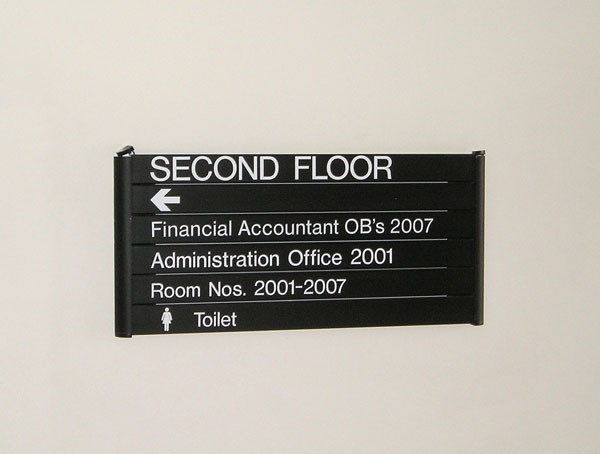 SECOND FLOOR
Financial Accountant OB's 2007
Administration Office 2001
Room Nos. 2001-2007
Toilet